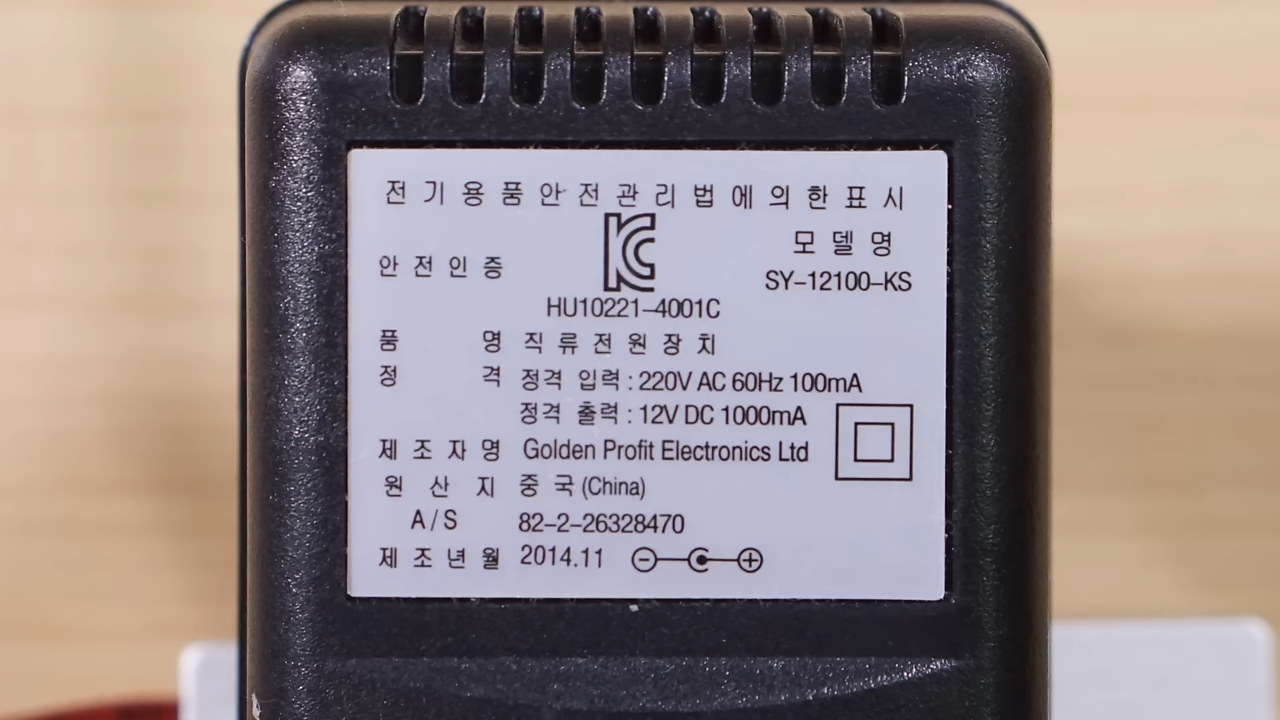 전기용품안전관리법에의한표시
KC
안전인증
모델명
SY-12100-KS
HU10221-4001C
품 명 직류전원장치
정 격 정격 입력 : 220V AC 60Hz 100mA
정격 출력 : 12V DC 1000mA
제조자명 Golden Profit Electronics Ltd
원산지 중국(China)
A/S 82-2-26328470
제조년월 2014.11